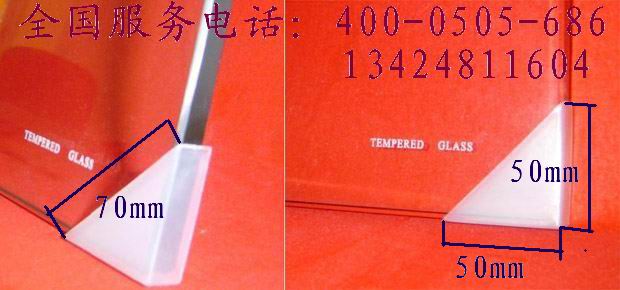 全国服务电话: 400-0505-686
13424811604
TEMPERED GLASS
70mm
TEMPERED GLASS
50mm
50mm